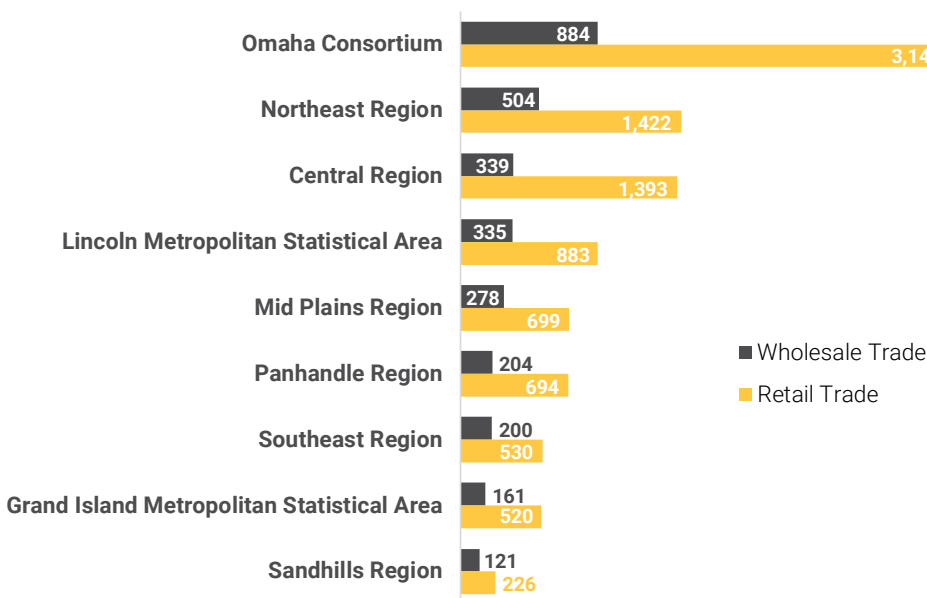 Omaha Consortium
884
Northeast Region
504
1,422
Central Region
339
1,393
Lincoln Metropolitan Statistical Area
335
883
Mid Plains Region
278
699
Wholesale Trade
Panhandle Region
204
694
Retail Trade
Southeast Region
200
530
Grand Island Metropolitan Statistical Area
161
520
Sandhills Region
121
226